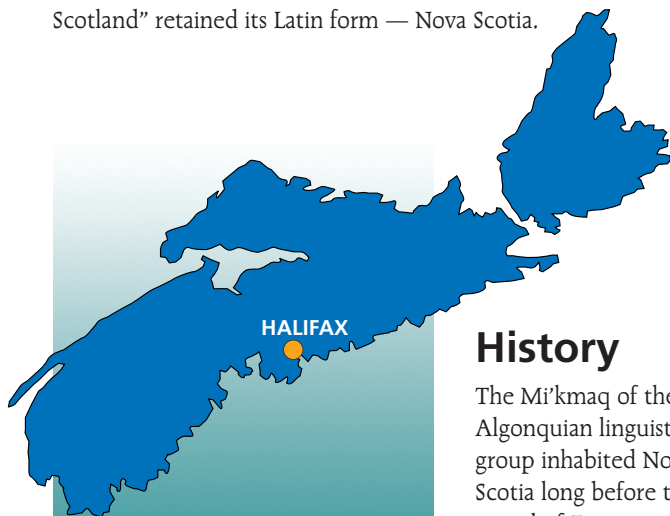 Scotland” retained its Latin form — Nova Scotia.
HALIFAX
History
The Mi’kmaq of the
Algonquian linguist
group inhabited No
Scotia long before t